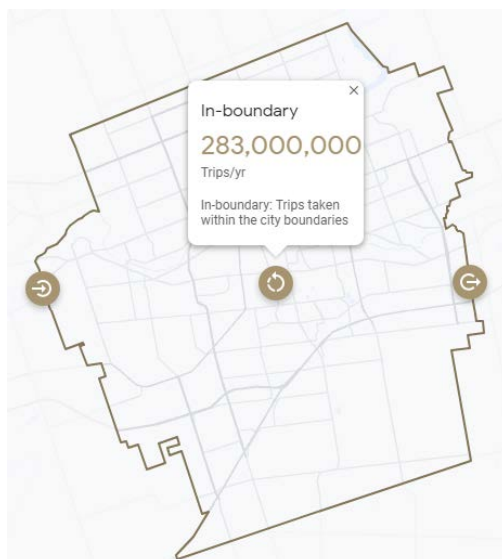 In-boundary
283,000,000
Trips/yr
In-boundary: Trips taken
within the city boundaries